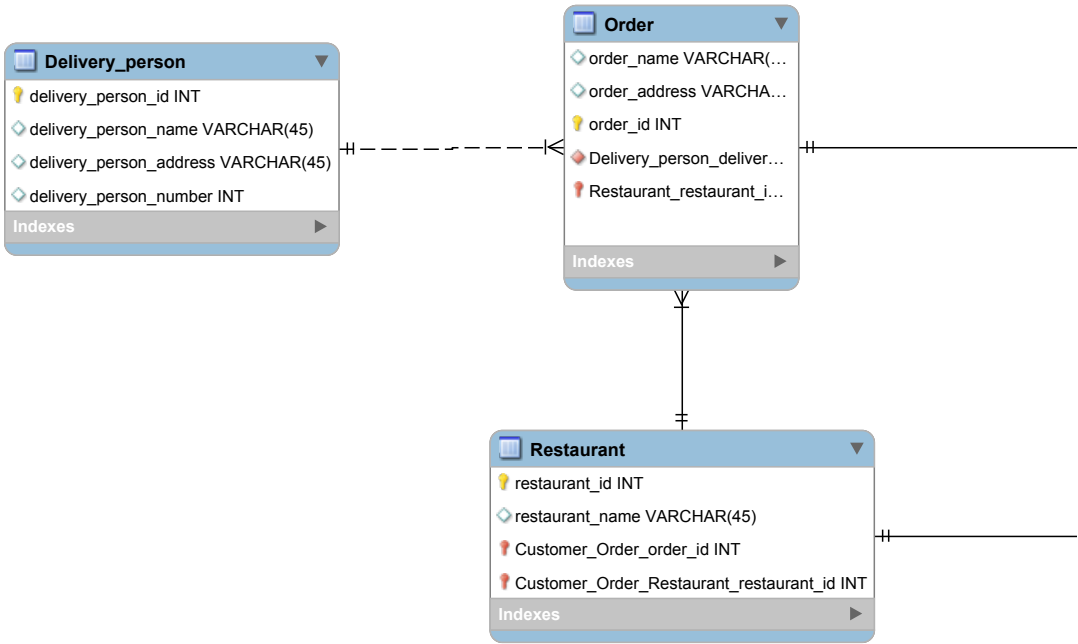 Delivery_person
delivery_person_id INT
delivery_person_name VARCHAR(45)
delivery_person_address VARCHAR(45)
delivery_person_number INT
Indexes
Order
order_name VARCHAR(…
order_address VARCHA…
order_id INT
Delivery_person_deliver…
Restaurant_restaurant_i…
Indexes
Restaurant
restaurant_id INT
restaurant_name VARCHAR(45)
Customer_Order_order_id INT
Customer_Order_Restaurant_restaurant_id INT
Indexes